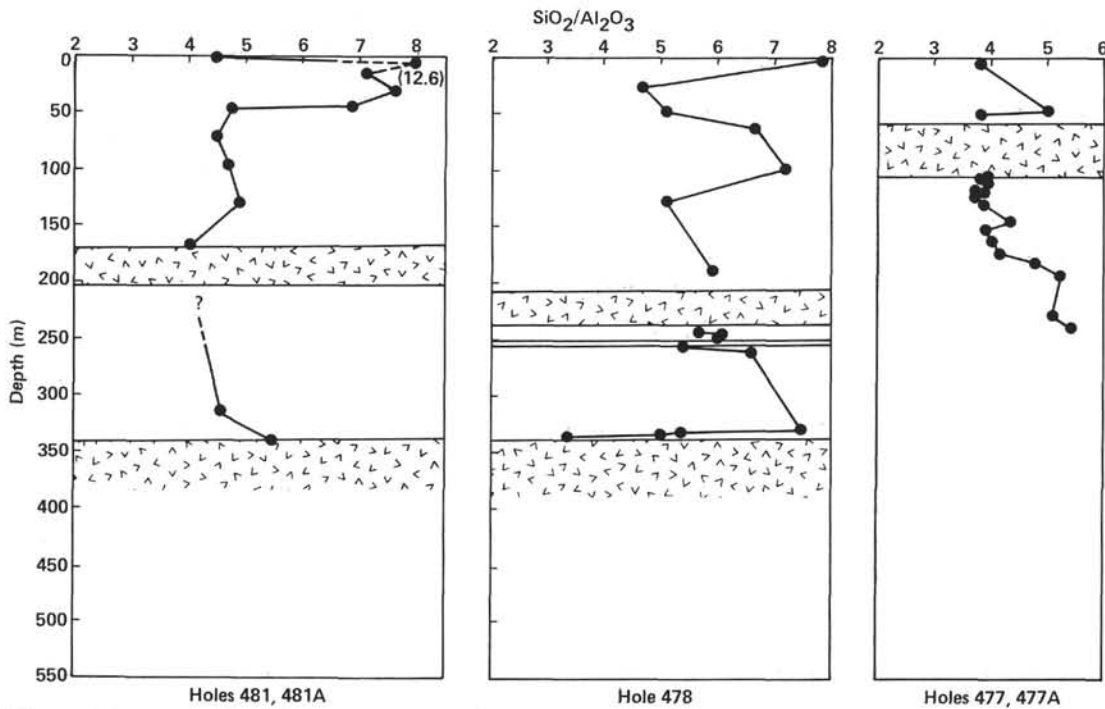 SiO₂/Al₂O₃
2 3 4 5 6 7 8
2 3 4 5 6 7 8
2 3 4 5 6
(12.6)
?
Depth (m)
0
50
100
150
200
250
300
350
400
450
500
550
Holes 481, 481A
Hole 478
Holes 477, 477A